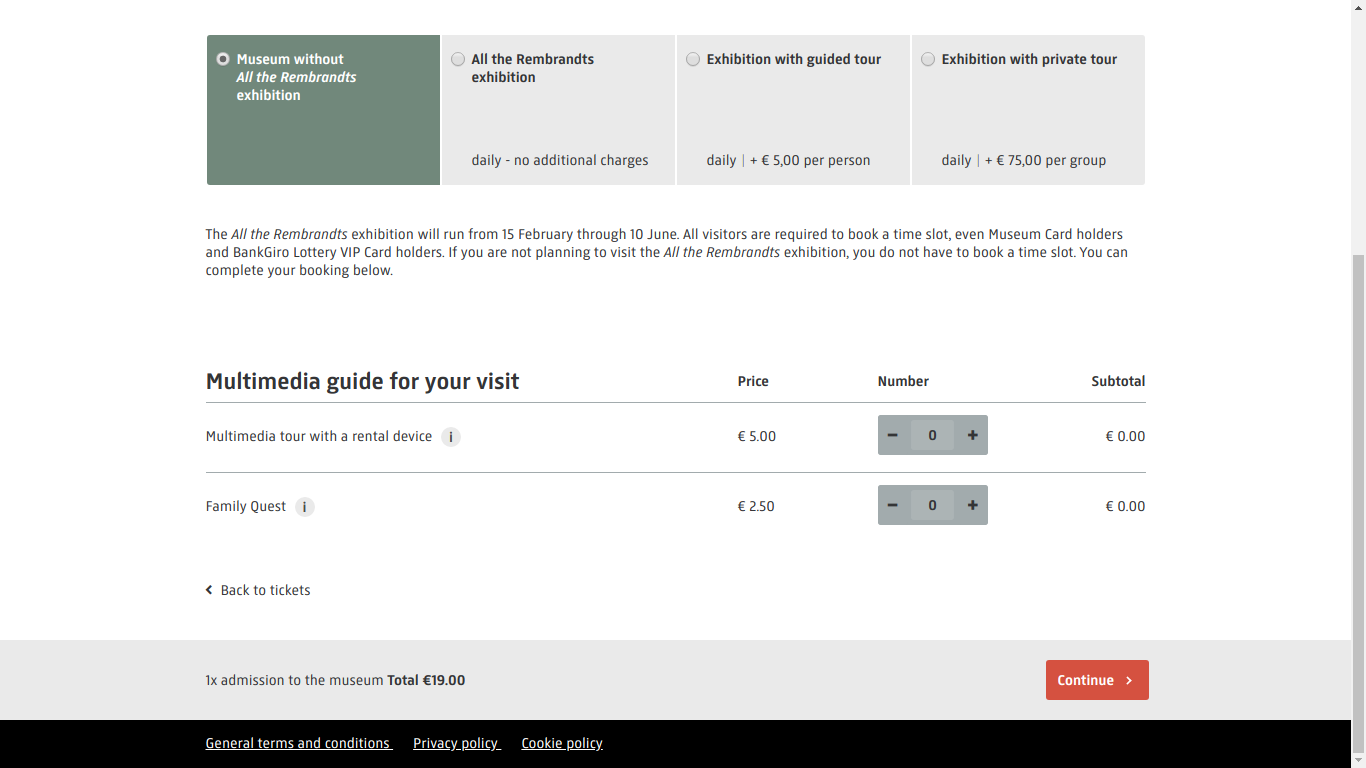 Museum without
All the Rembrandts
exhibition
All the Rembrandts
exhibition
daily - no additional charges
Exhibition with guided tour
daily | + € 5,00 per person
Exhibition with private tour
daily | + € 75,00 per group
The All the Rembrandts exhibition will run from 15 February through 10 June. All visitors are required to book a time slot, even Museum Card holders
and BankGiro Lottery VIP Card holders. If you are not planning to visit the All the Rembrandts exhibition, you do not have to book a time slot. You can
complete your booking below.
Multimedia guide for your visit Price Number Subtotal
Multimedia tour with a rental device i € 5.00 − 0 + € 0.00
Family Quest i € 2.50 − 0 + € 0.00
Back to tickets
1x admission to the museum Total €19.00 Continue
General terms and conditions Privacy policy Cookie policy